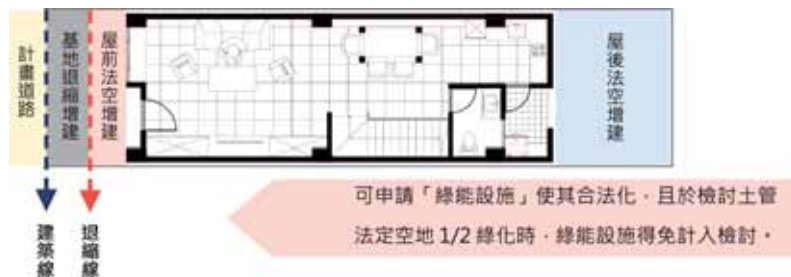 計畫道路
基地退縮增建
屋前法空增建
屋後法空增建
建築線
退縮線
可申請「綠能設施」使其合法化，且於檢討土管
法定空地 1/2 綠化時，綠能設施得免計入檢討。